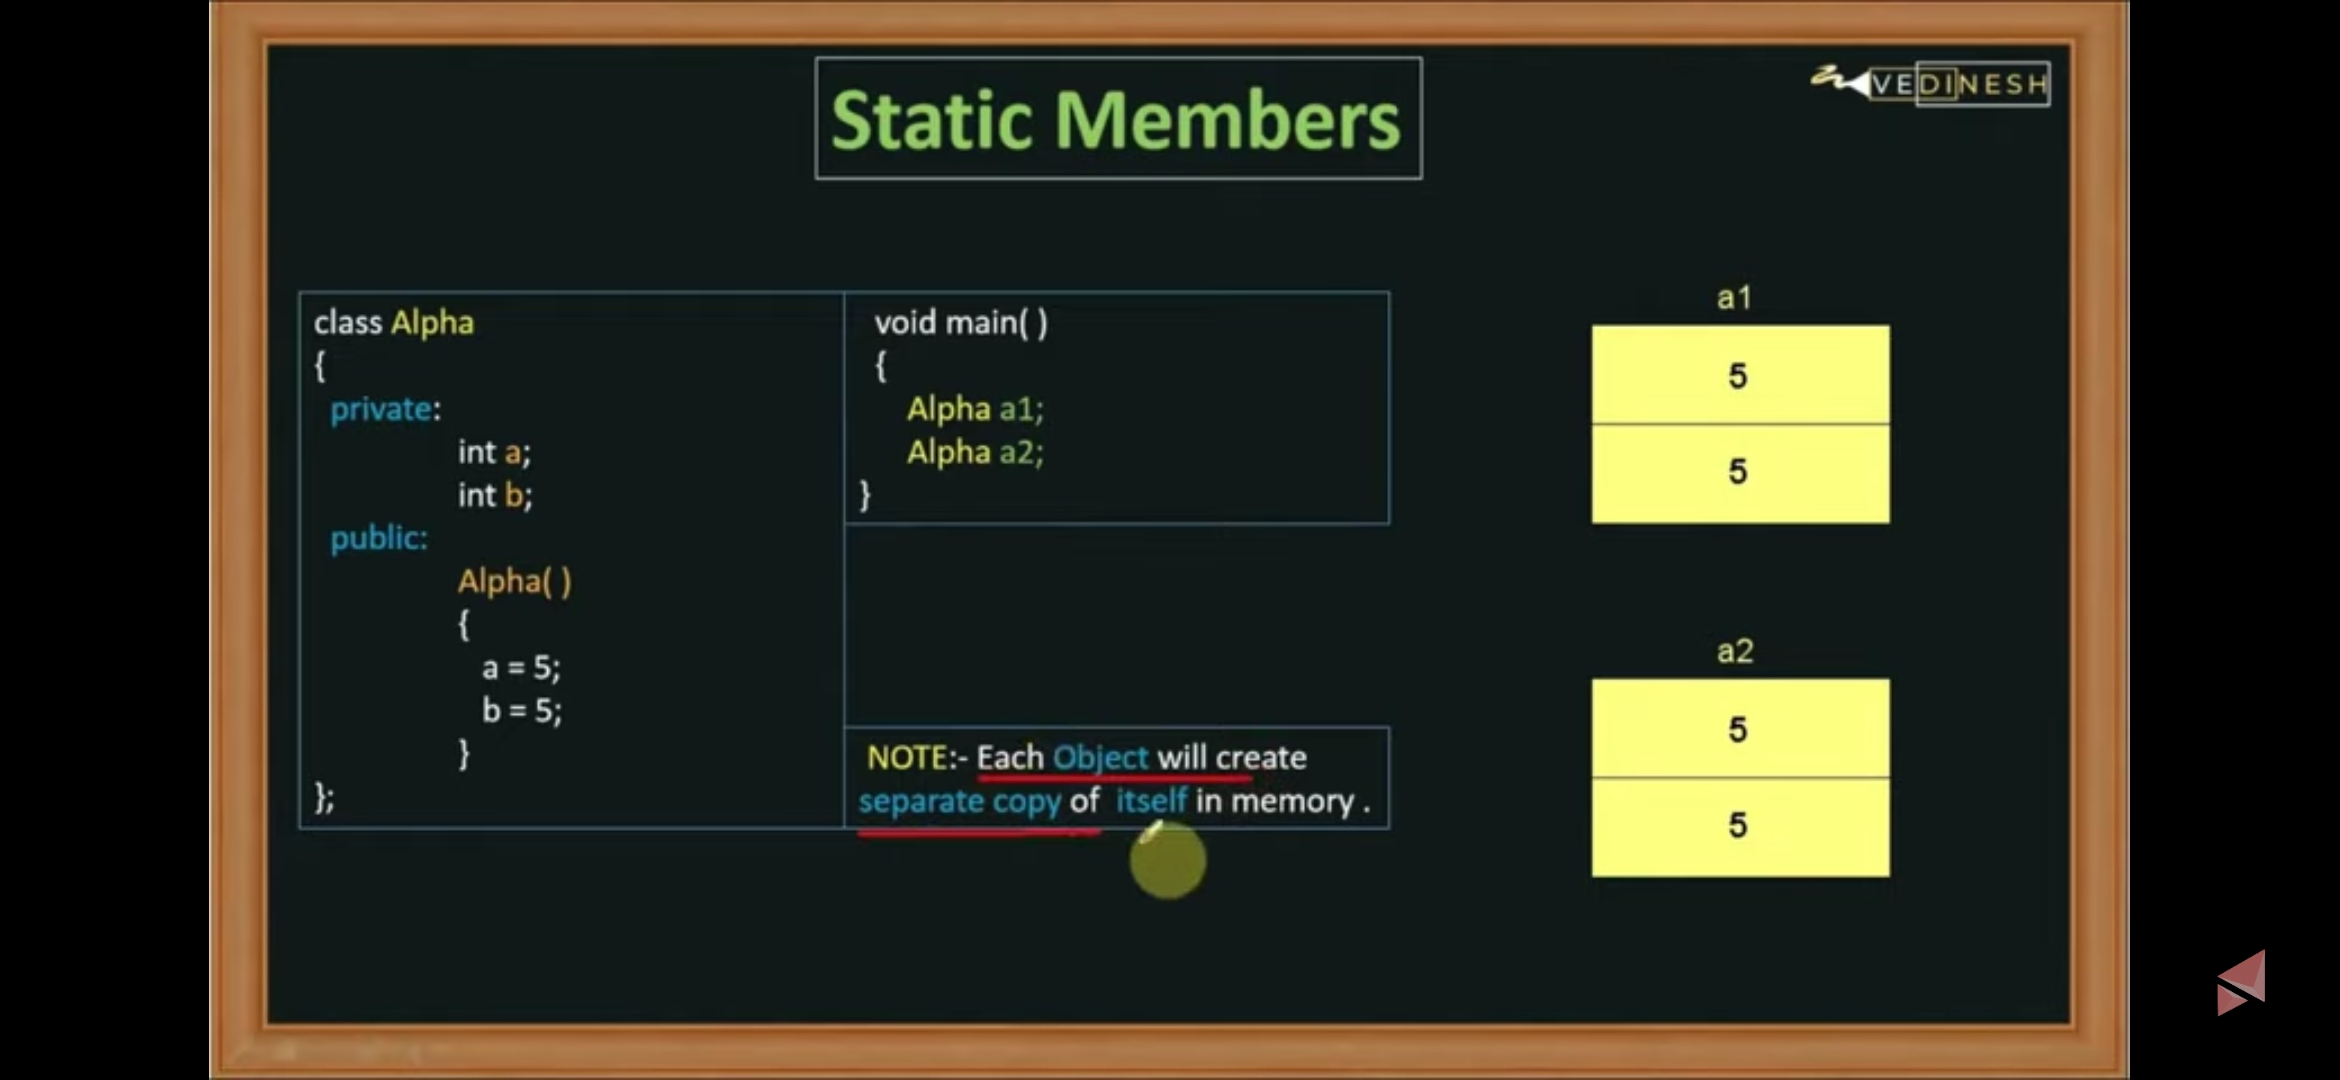 Static Members
VEDINESH
class Alpha
{
private:
int a;
int b;
public:
Alpha( )
{
a = 5;
b = 5;
}
};
void main( )
{
Alpha a1;
Alpha a2;
}
NOTE:- Each Object will create
separate copy of itself in memory .
a1
5
5
a2
5
5